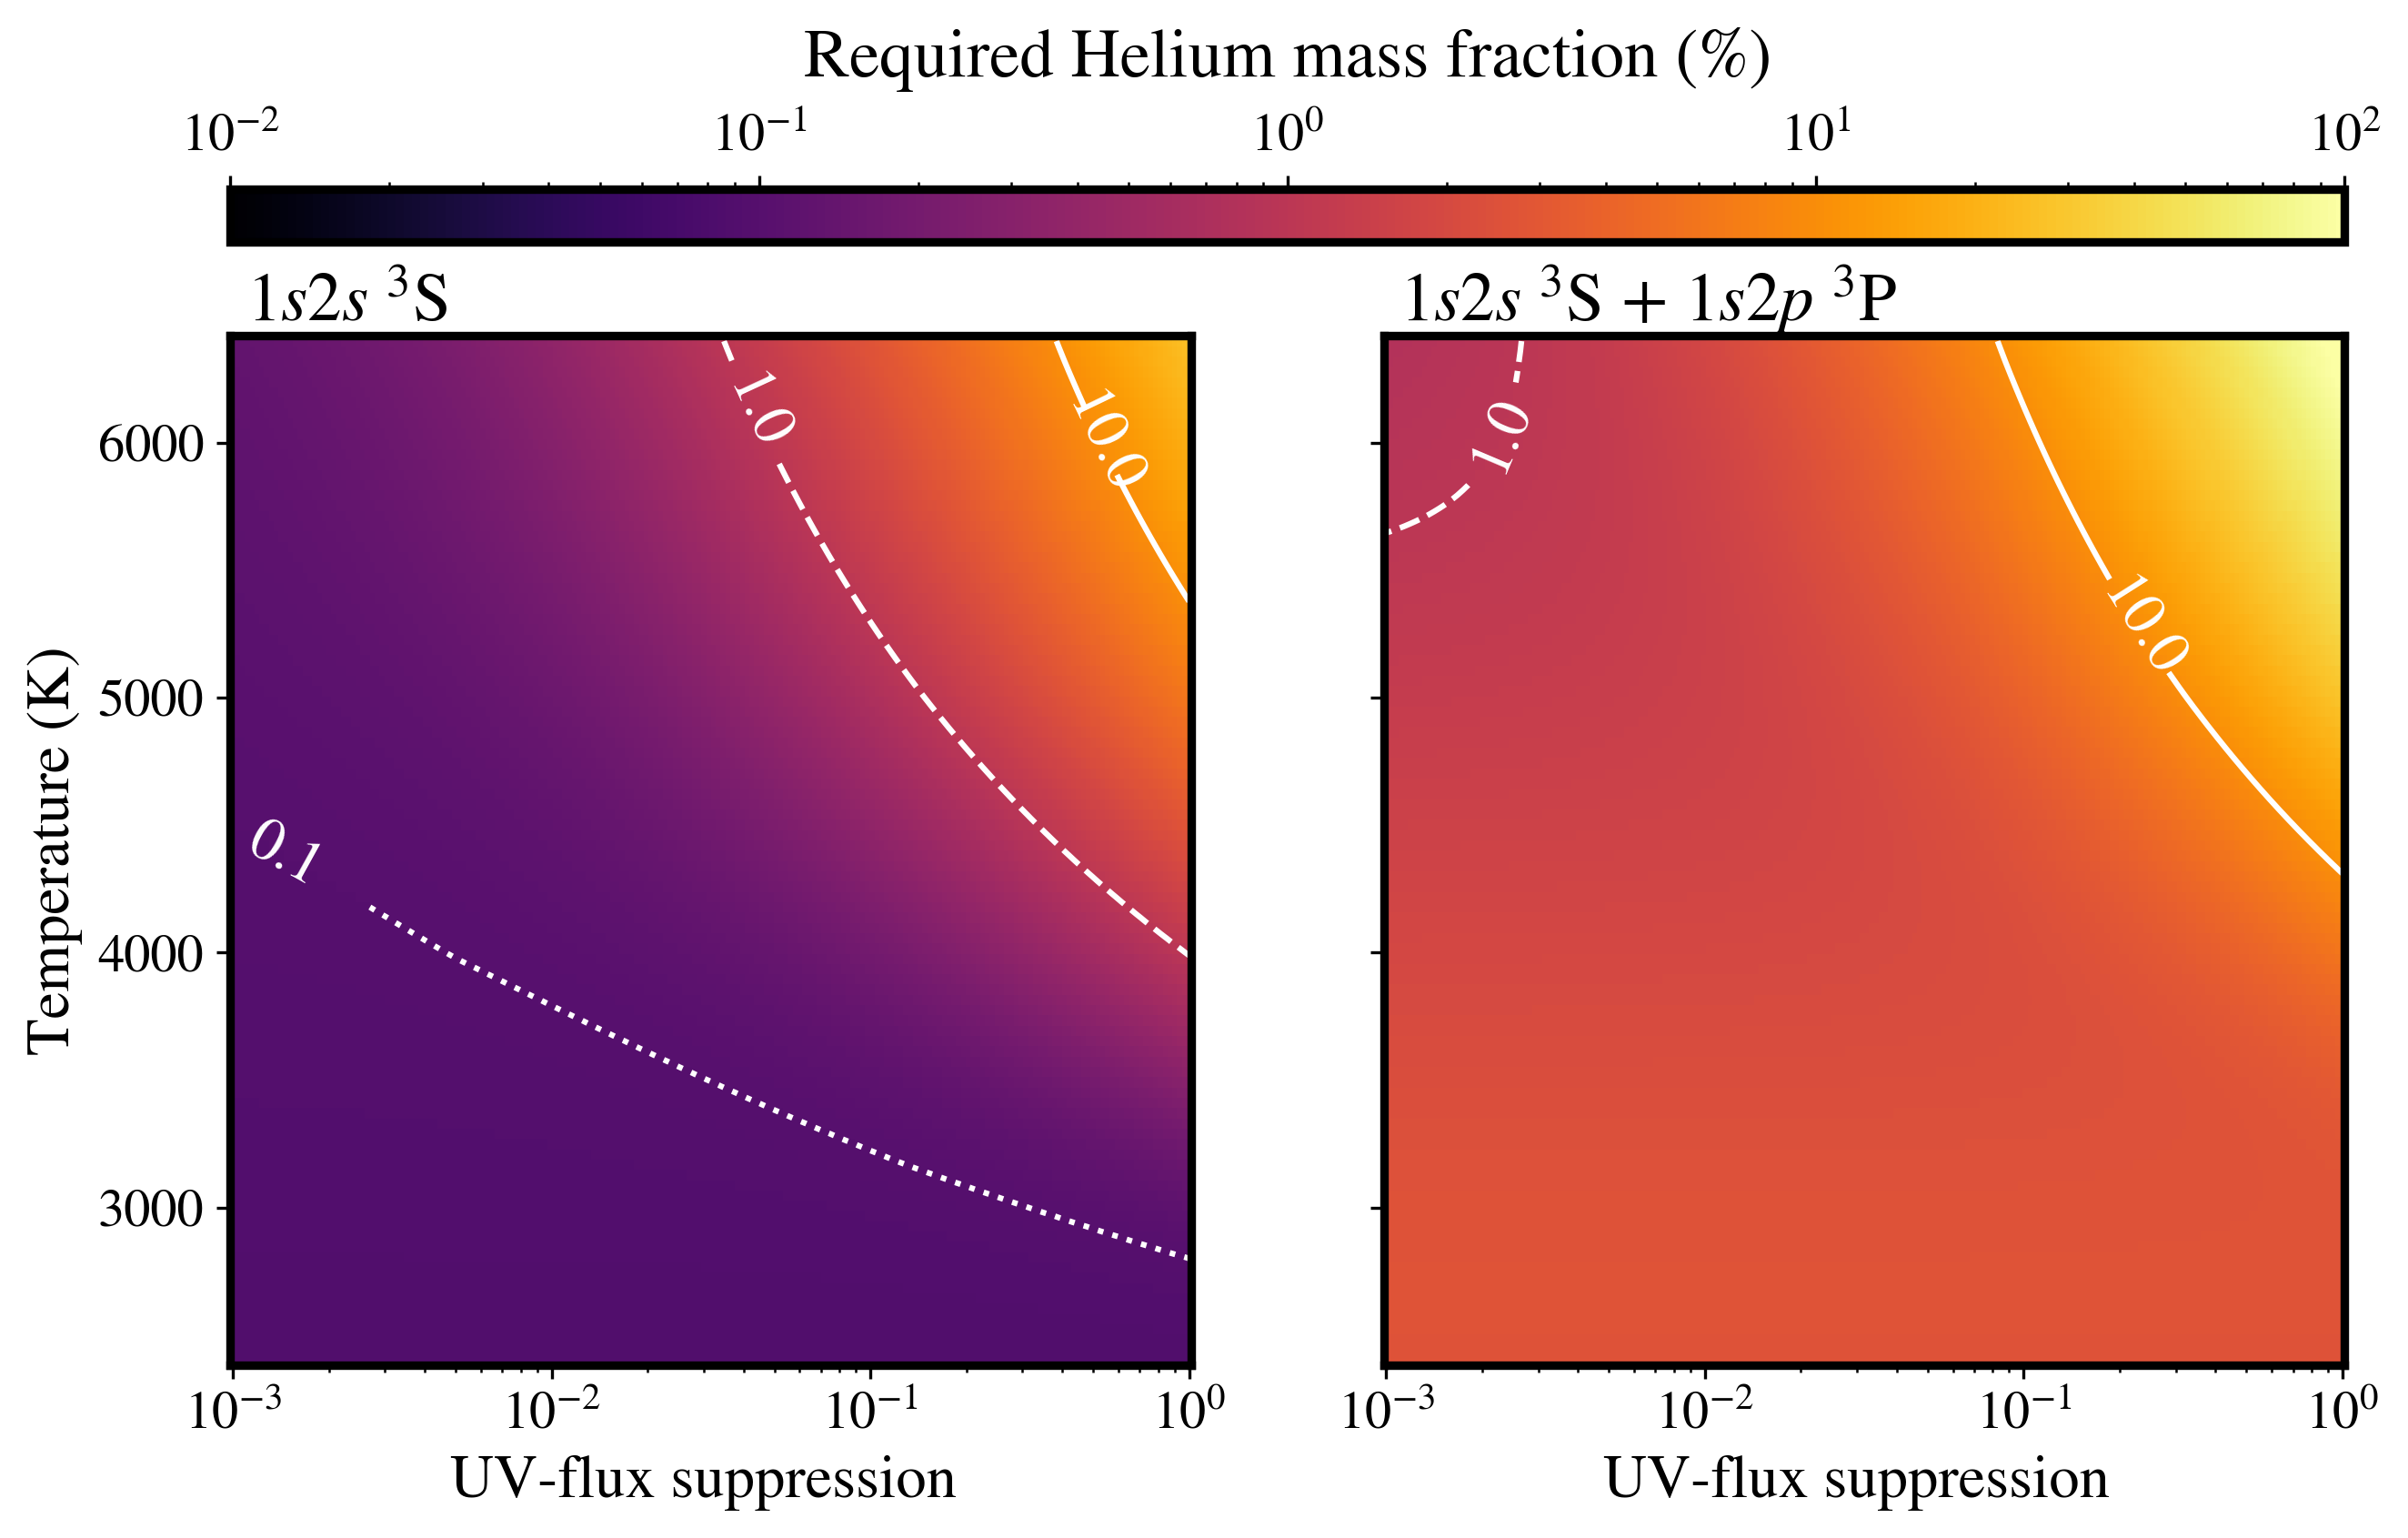 Required Helium mass fraction (%)
10⁻² 10⁻¹ 10⁰ 10¹ 10²
1s2s ³S
1s2s ³S + 1s2p ³P
Temperature (K)
6000
5000
4000
3000
0.1
1.0
10.0
1.0
10.0
10⁻³ 10⁻² 10⁻¹ 10⁰
10⁻³ 10⁻² 10⁻¹ 10⁰
UV-flux suppression
UV-flux suppression